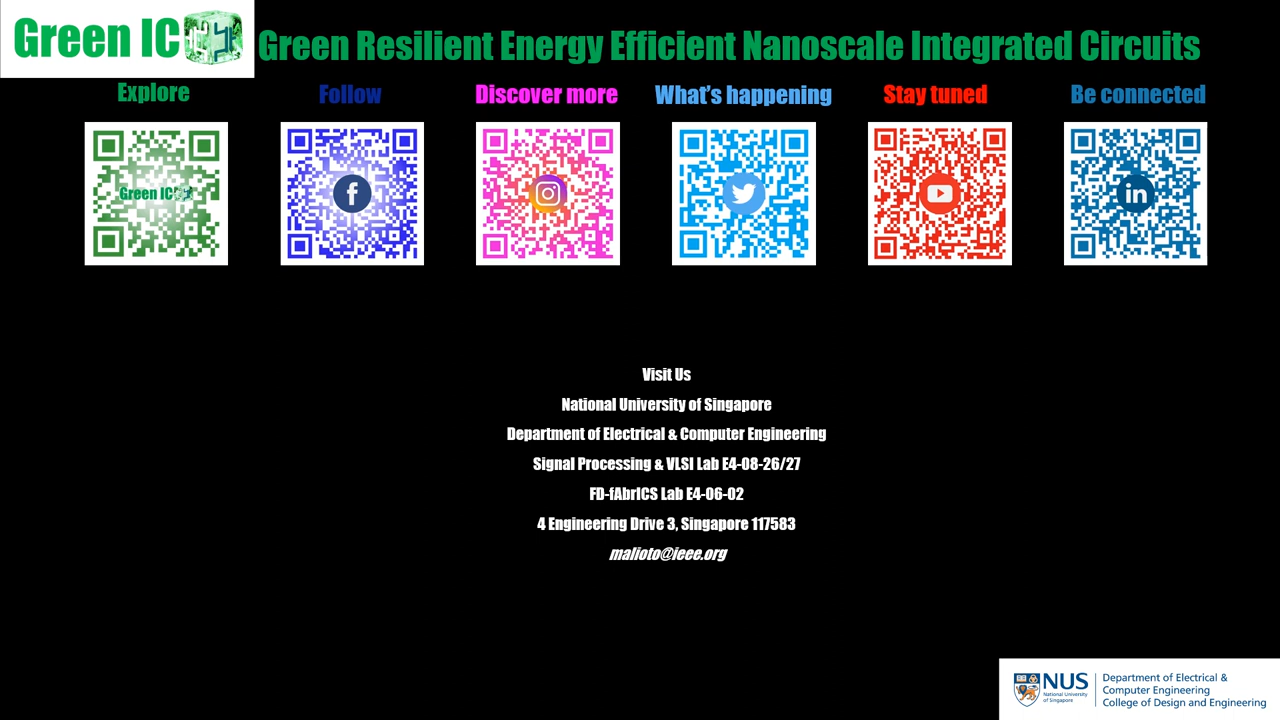 Green IC
Green Resilient Energy Efficient Nanoscale Integrated Circuits
Explore
Follow
Discover more
What's happening
Stay tuned
Be connected
Green IC
f
in
Visit Us
National University of Singapore
Department of Electrical & Computer Engineering
Signal Processing & VLSI Lab E4-08-26/27
FD-fAbrICS Lab E4-06-02
4 Engineering Drive 3, Singapore 117583
malioto@ieee.org
NUS
National University
of Singapore
Department of Electrical &
Computer Engineering
College of Design and Engineering